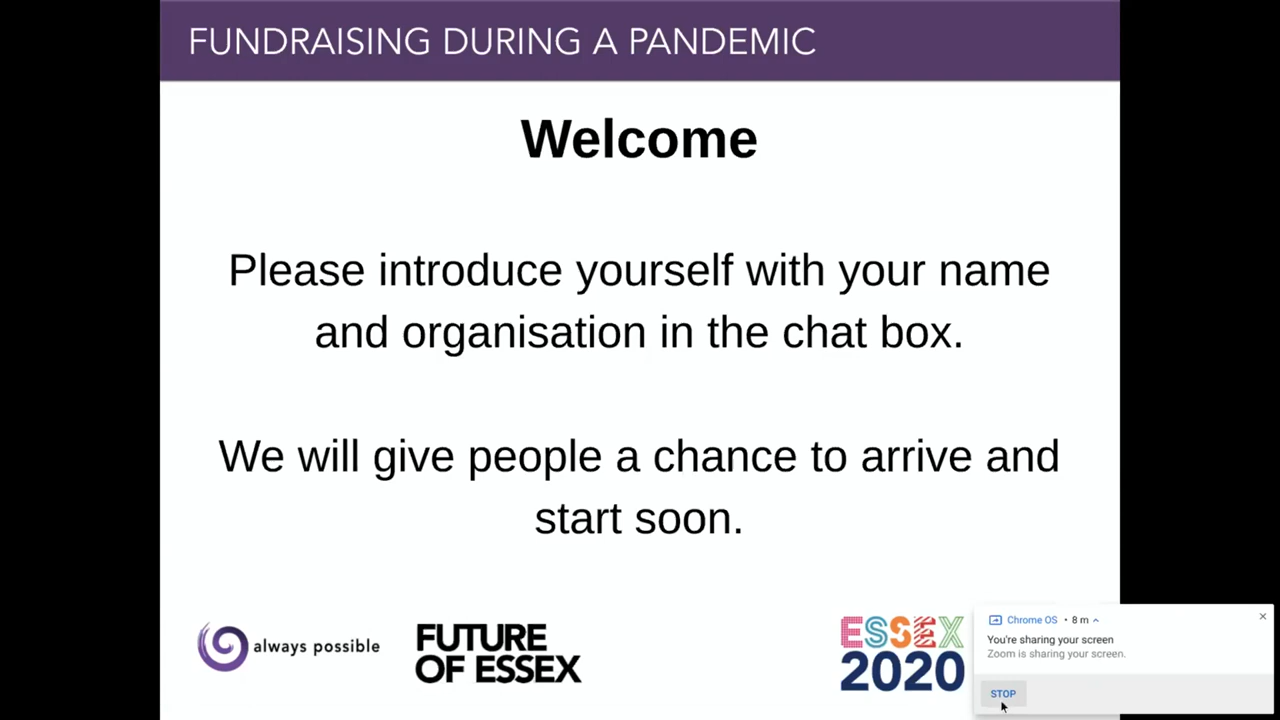 FUNDRAISING DURING A PANDEMIC
Welcome
Please introduce yourself with your name
and organisation in the chat box.
We will give people a chance to arrive and
start soon.
always possible
FUTURE
OF ESSEX
ESSEX
2020
Chrome OS • 8 m
You're sharing your screen
Zoom is sharing your screen.
STOP